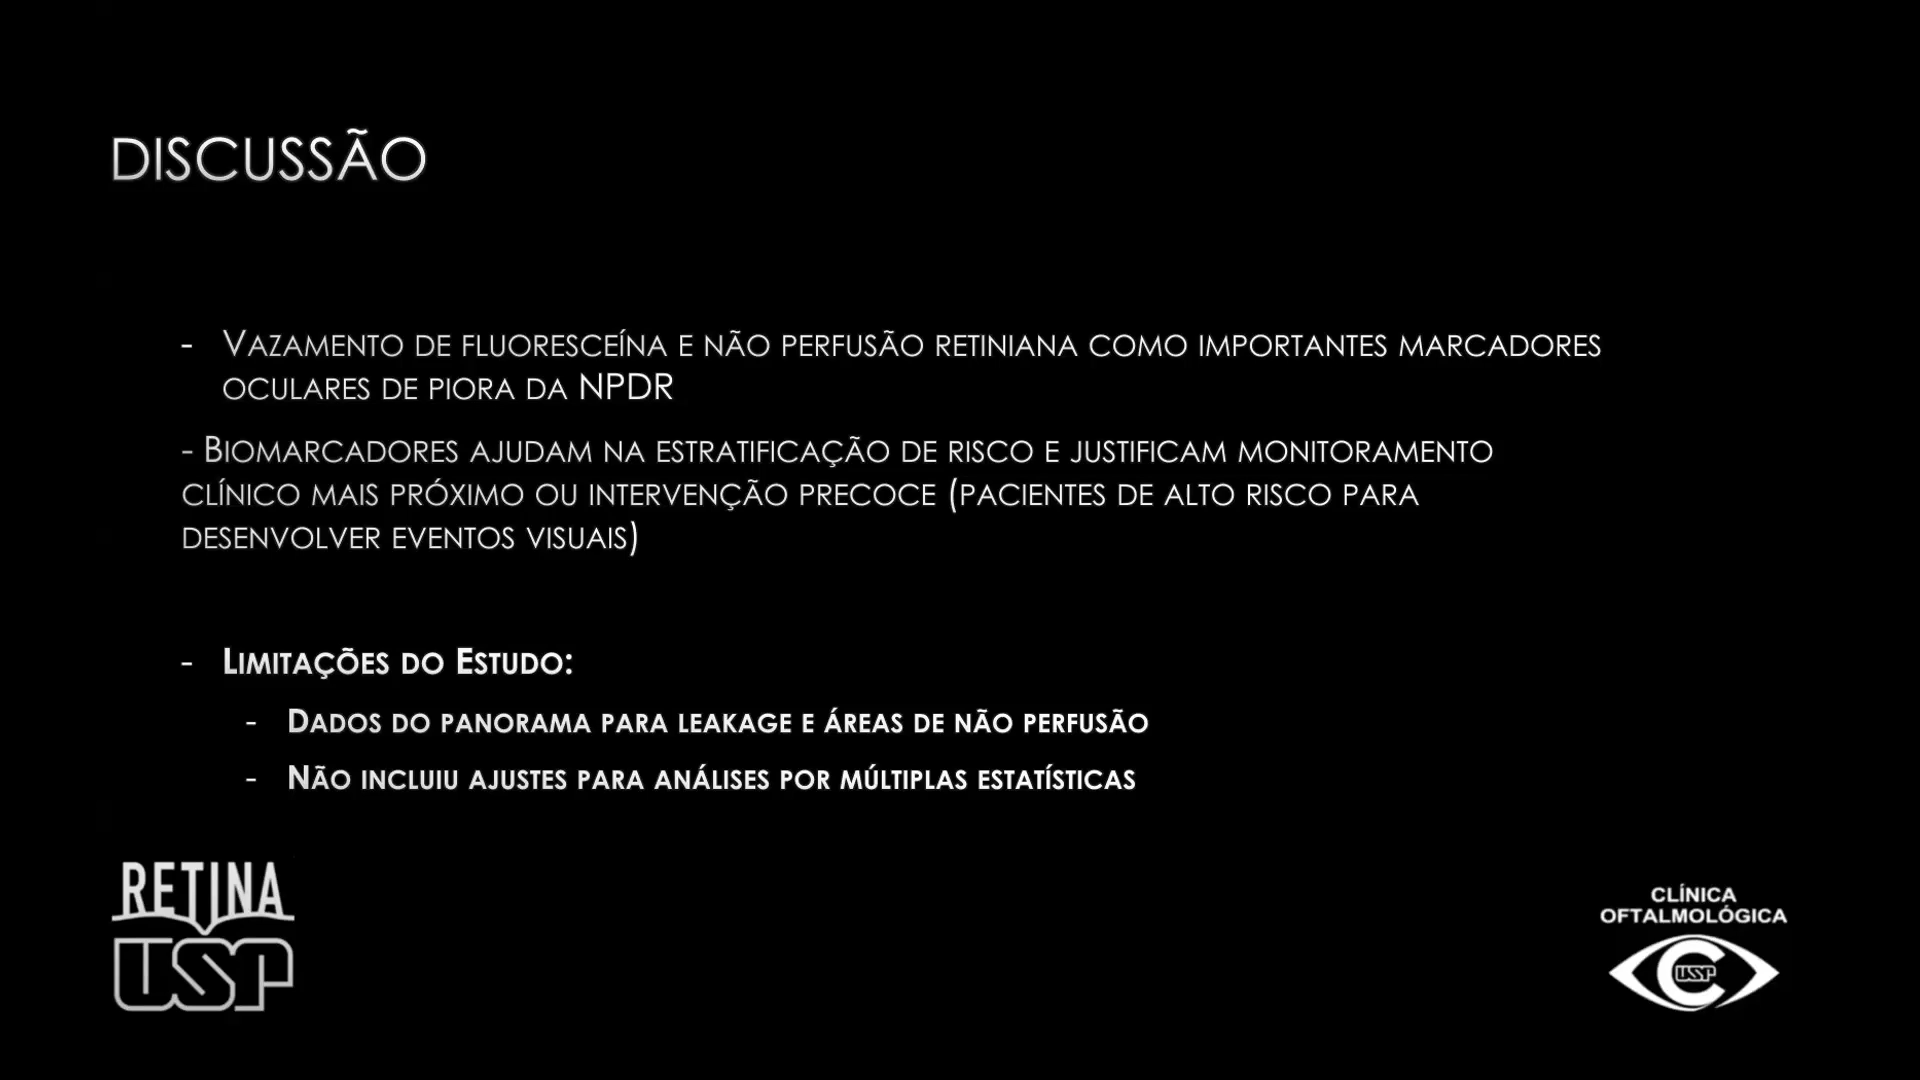 DISCUSSÃO
- VAZAMENTO DE FLUORESCEÍNA E NÃO PERFUSÃO RETINIANA COMO IMPORTANTES MARCADORES
OCULARES DE PIORA DA NPDR
- BIOMARCADORES AJUDAM NA ESTRATIFICAÇÃO DE RISCO E JUSTIFICAM MONITORAMENTO
CLÍNICO MAIS PRÓXIMO OU INTERVENÇÃO PRECOCE (PACIENTES DE ALTO RISCO PARA
DESENVOLVER EVENTOS VISUAIS)
- LIMITAÇÕES DO ESTUDO:
- DADOS DO PANORAMA PARA LEAKAGE E ÁREAS DE NÃO PERFUSÃO
- NÃO INCLUIU AJUSTES PARA ANÁLISES POR MÚLTIPLAS ESTATÍSTICAS
RETINA
USP
CLÍNICA
OFTALMOLÓGICA
USP